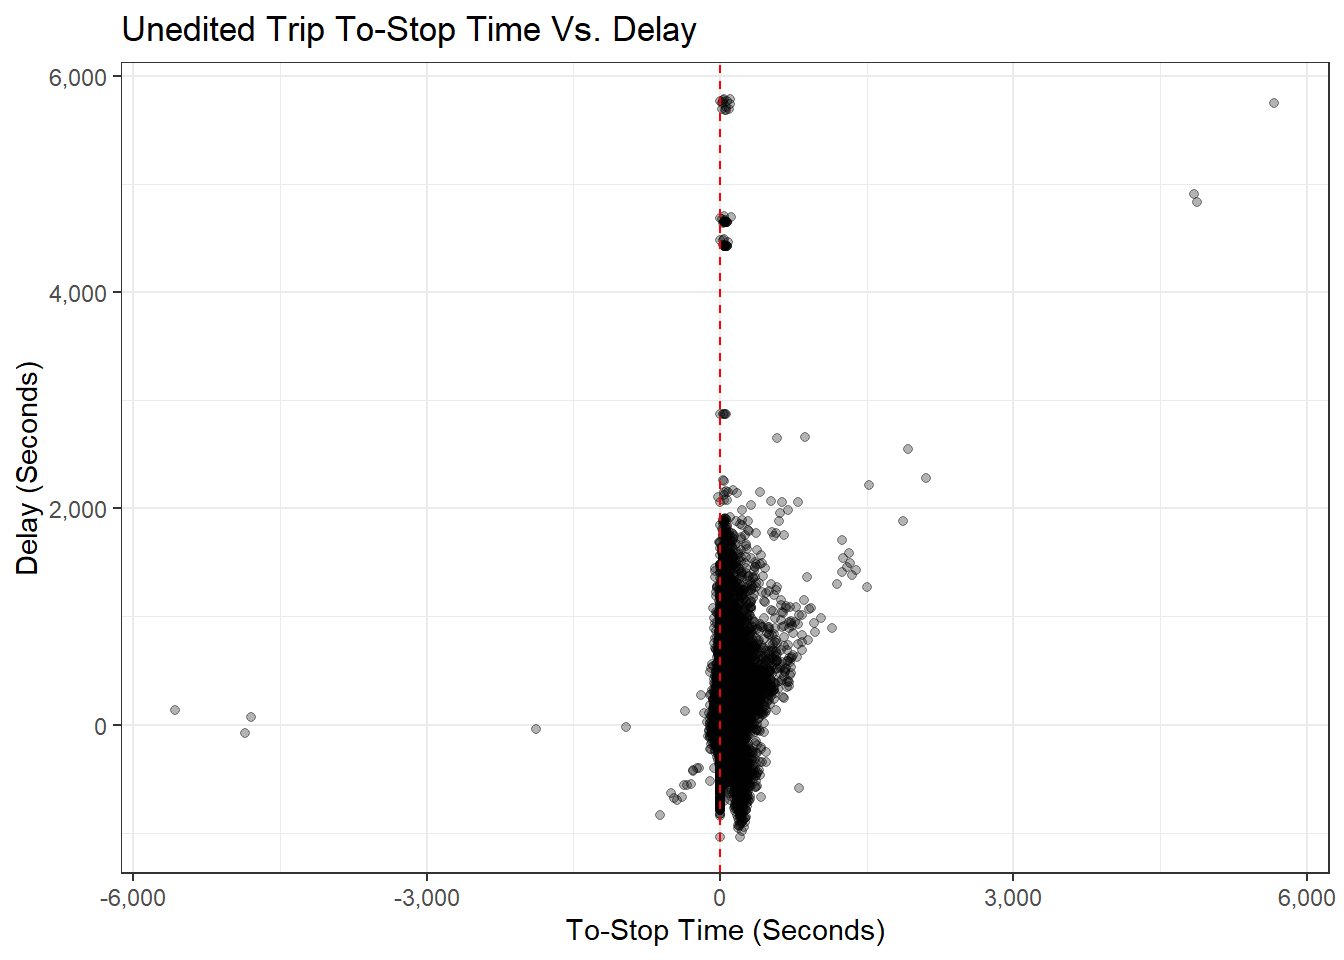 Unedited Trip To-Stop Time Vs. Delay
6,000
4,000
2,000
0
Delay (Seconds)
-6,000 -3,000 0 3,000 6,000
To-Stop Time (Seconds)